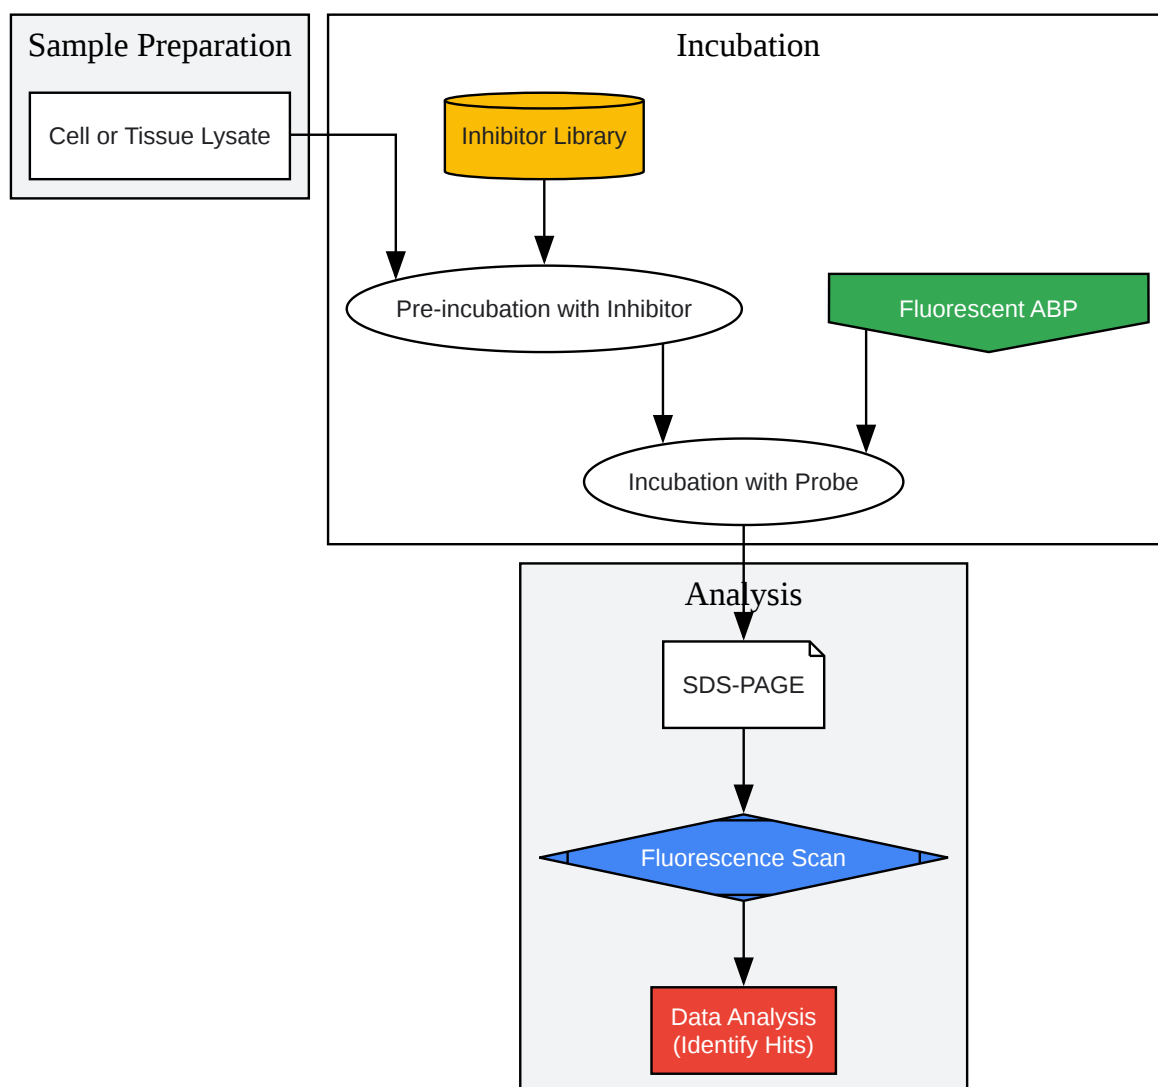 Sample Preparation
Incubation
Cell or Tissue Lysate
Inhibitor Library
Pre-incubation with Inhibitor
Fluorescent ABP
Incubation with Probe
Analysis
SDS-PAGE
Fluorescence Scan
Data Analysis
(Identify Hits)